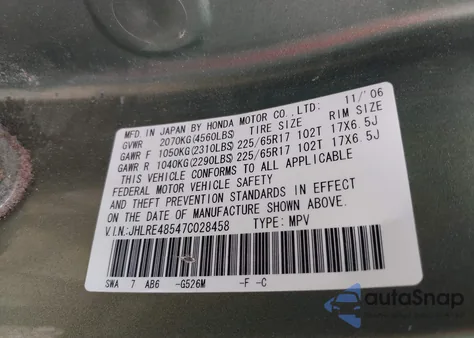 MFD. IN JAPAN BY HONDA MOTOR CO., LTD: 11/'06
GVWR 2070KG(4560LBS) TIRE SIZE RIM SIZE
GAWR F 1050KG(2310LBS) 225/65R17 102T 17X6.5J
GAWR R 1040KG(2290LBS) 225/65R17 102T 17X6.5J
THIS VEHICLE CONFORMS TO ALL APPLICABLE
FEDERAL MOTOR VEHICLE SAFETY
AND THEFT PREVENTION STANDARDS IN EFFECT
ON THE DATE OF MANUFACTURE SHOWN ABOVE.
V.I.N:JHLRE48547C028458 TYPE: MPV
SWA 7 AB6 -G526M -F -C
autoSnap